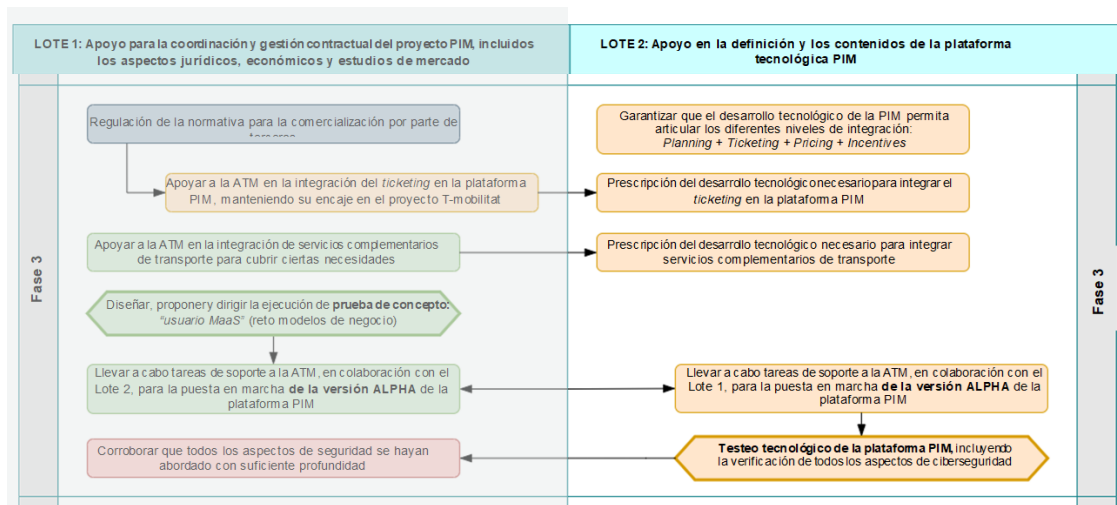 LOTE 1: Apoyo para la coordinación y gestión contractual del proyecto PIM, incluidos
los aspectos jurídicos, económicos y estudios de mercado
LOTE 2: Apoyo en la definición y los contenidos de la plataforma
tecnológica PIM
Fase 3
Regulación de la normativa para la comercialización por parte de
terceros
Apoyar a la ATM en la integración del ticketing en la plataforma
PIM, manteniendo su encaje en el proyecto T-mobilitat
Apoyar a la ATM en la integración de servicios complementarios
de transporte para cubrir ciertas necesidades
Diseñar, proponer y dirigir la ejecución de prueba de concepto:
“usuario MaaS” (reto modelos de negocio)
Llevar a cabo tareas de soporte a la ATM, en colaboración con el
Lote 2, para la puesta en marcha de la versión ALPHA de la
plataforma PIM
Corroborar que todos los aspectos de seguridad se hayan
abordado con suficiente profundidad
Garantizar que el desarrollo tecnológico de la PIM permita
articular los diferentes niveles de integración:
Planning + Ticketing + Pricing + Incentives
Prescripción del desarrollo tecnológico necesario para integrar el
ticketing en la plataforma PIM
Prescripción del desarrollo tecnológico necesario para integrar
servicios complementarios de transporte
Llevar a cabo tareas de soporte a la ATM, en colaboración con el
Lote 1, para la puesta en marcha de la versión ALPHA de la
plataforma PIM
Testeo tecnológico de la plataforma PIM, incluyendo
la verificación de todos los aspectos de ciberseguridad
Fase 3